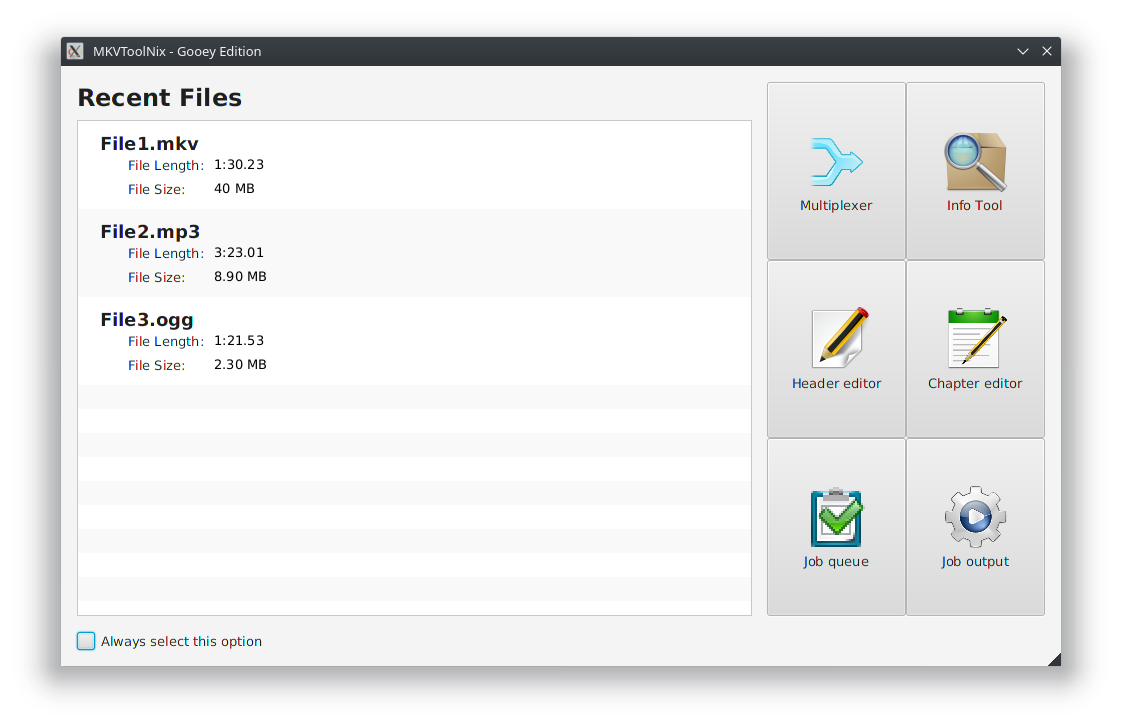 MKVToolNix - Gooey Edition
Recent Files
File1.mkv
File Length: 1:30.23
File Size: 40 MB
File2.mp3
File Length: 3:23.01
File Size: 8.90 MB
File3.ogg
File Length: 1:21.53
File Size: 2.30 MB
Multiplexer
Info Tool
Header editor
Chapter editor
Job queue
Job output
Always select this option